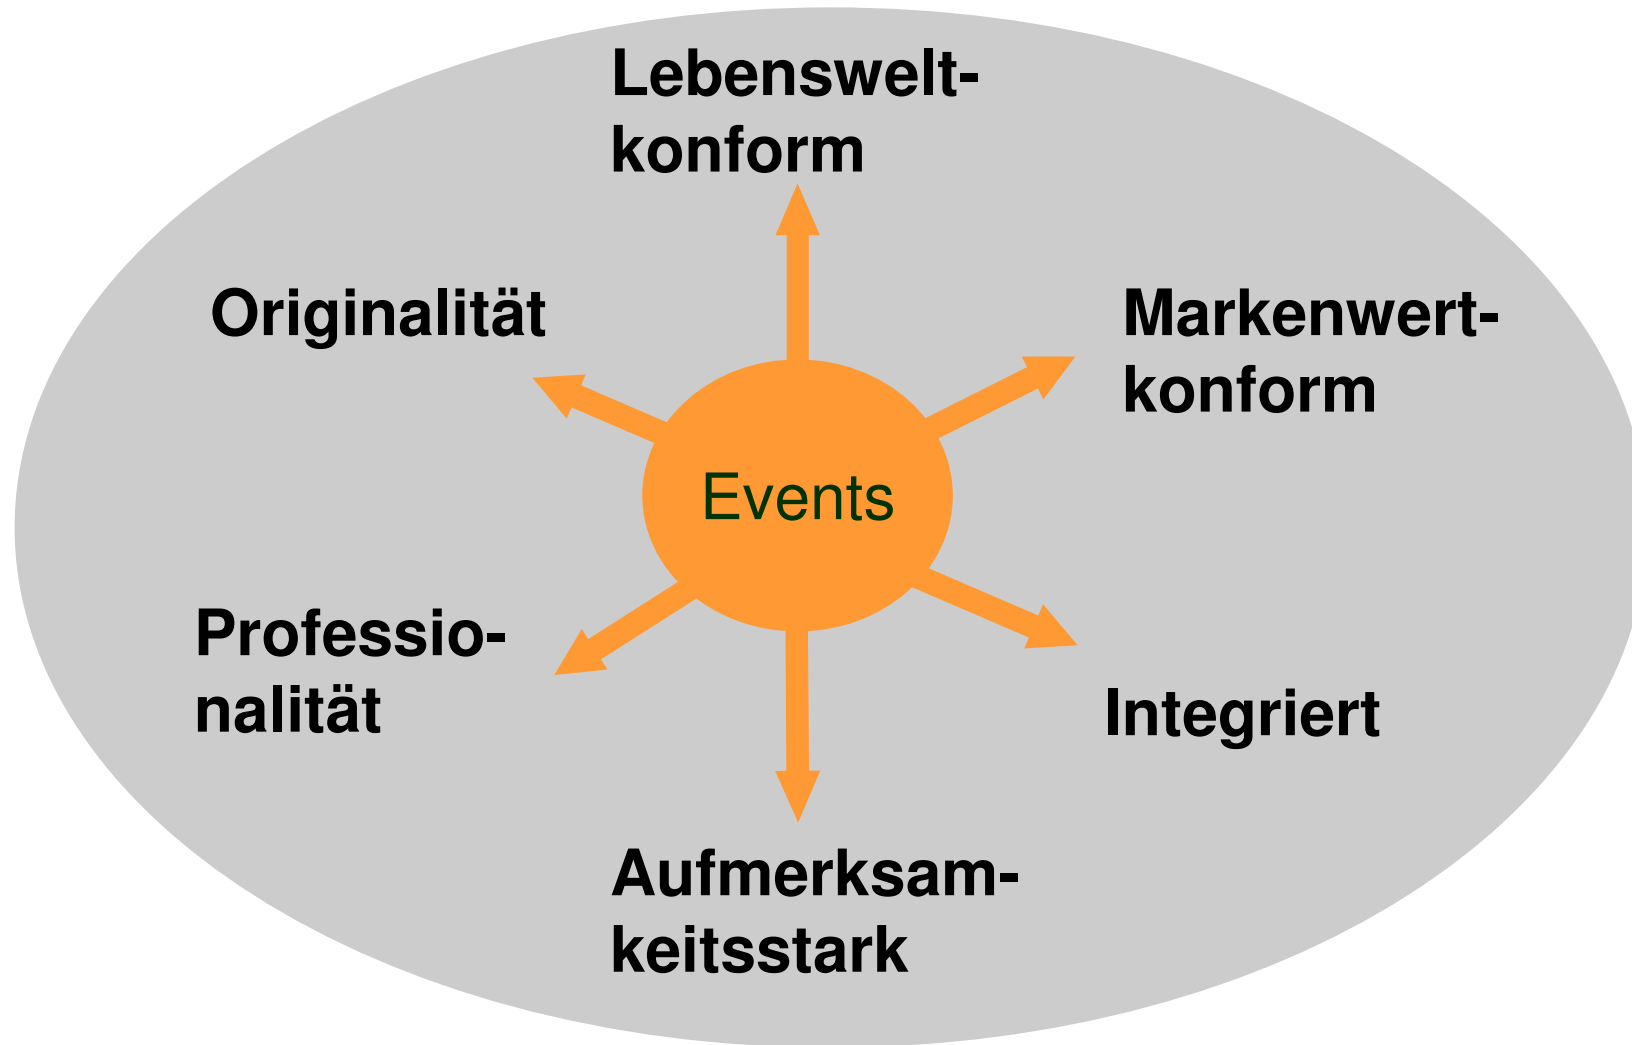 Lebenswelt-
konform
Originalität
Markenwert-
konform
Events
Professio-
nalität
Integriert
Aufmerksam-
keitsstark